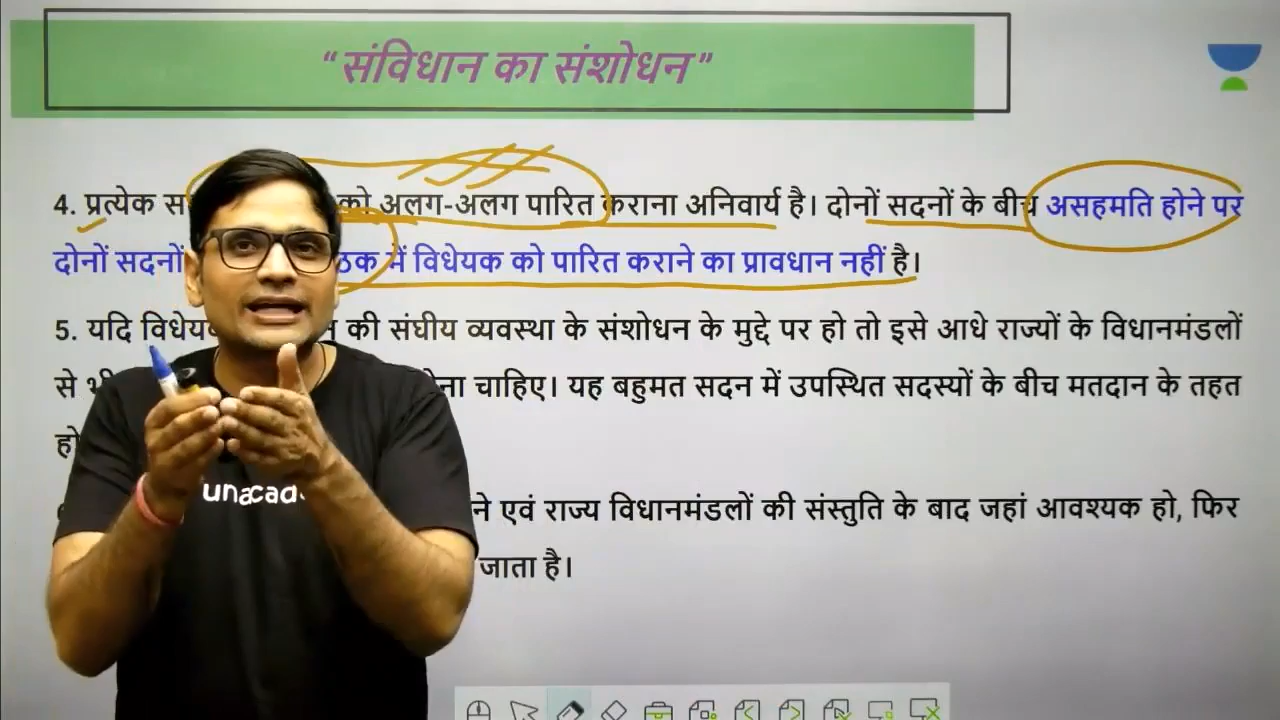 “संविधान का संशोधन”
4. प्रत्येक को अलग-अलग पारित कराना अनिवार्य है। दोनों सदनों के बीच असहमति होने पर
दोनों सदनों में विधेयक को पारित कराने का प्रावधान नहीं है।
5. यदि की संघीय व्यवस्था के संशोधन के मुद्दे पर हो तो इसे आधे राज्यों के विधानमंडलों
से चाहिए। यह बहुमत सदन में उपस्थित सदस्यों के बीच मतदान के तहत
unacad
एवं राज्य विधानमंडलों की संस्तुति के बाद जहां आवश्यक हो, फिर
जाता है।